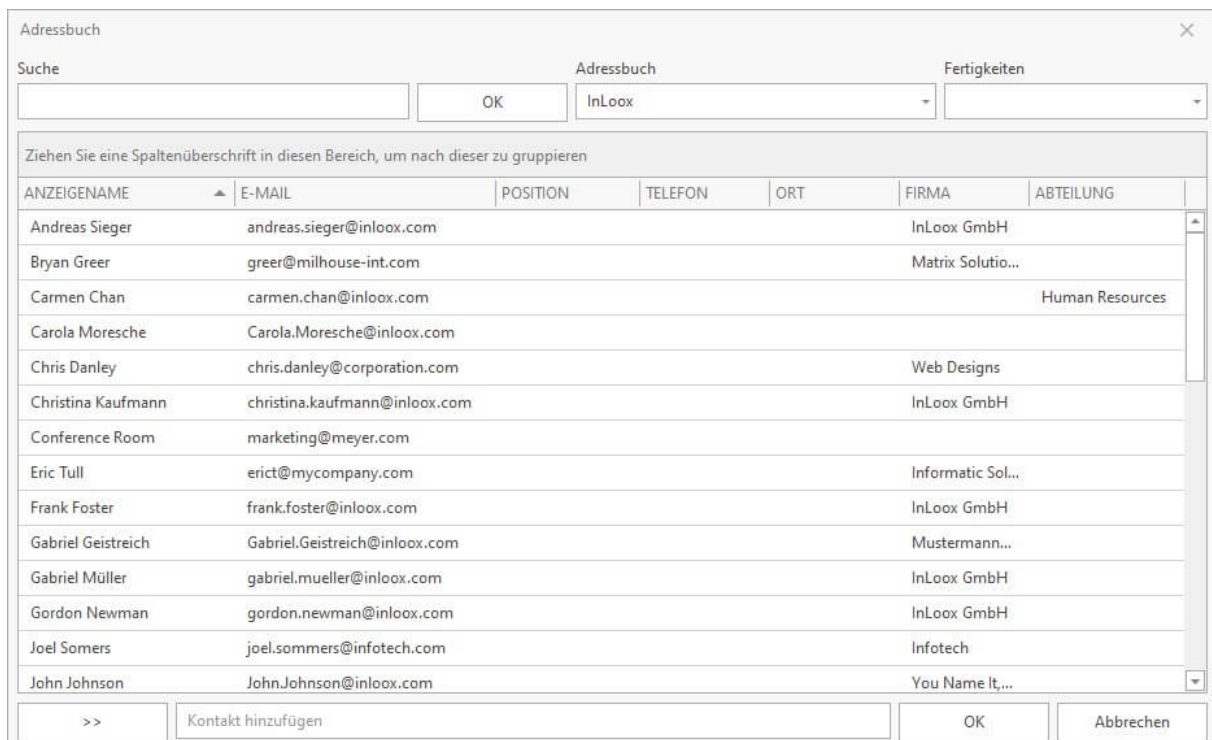 Adressbuch
Suche Adressbuch Fertigkeiten
OK InLoox
Ziehen Sie eine Spaltenüberschrift in diesen Bereich, um nach dieser zu gruppieren
ANZEIGENAME E-MAIL POSITION TELEFON ORT FIRMA ABTEILUNG
Andreas Sieger andreas.sieger@inloox.com InLoox GmbH
Bryan Greer greer@milhouse-int.com Matrix Solutio...
Carmen Chan carmen.chan@inloox.com Human Resources
Carola Moresche Carola.Moresche@inloox.com
Chris Danley chris.danley@corporation.com Web Designs
Christina Kaufmann christina.kaufmann@inloox.com InLoox GmbH
Conference Room marketing@meyer.com
Eric Tull erict@mycompany.com Informatic Sol...
Frank Foster frank.foster@inloox.com InLoox GmbH
Gabriel Geistreich Gabriel.Geistreich@inloox.com Mustermann...
Gabriel Müller gabriel.mueller@inloox.com InLoox GmbH
Gordon Newman gordon.newman@inloox.com InLoox GmbH
Joel Somers joel.sommers@infotech.com Infotech
John Johnson John.Johnson@inloox.com You Name It,...
>> Kontakt hinzufügen OK Abbrechen